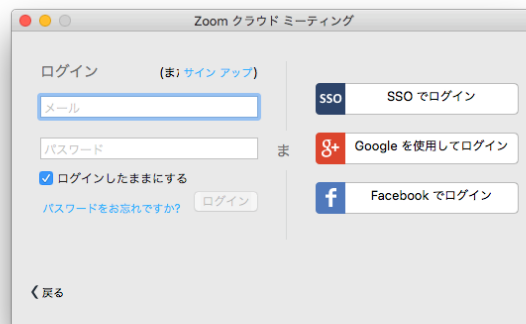 Zoom クラウド ミーティング
ログイン
(ま サイン アップ)
メール
パスワード
ログインしたままにする
パスワードをお忘れですか?
ログイン
ま
SSO SSO でログイン
g+ Google を使用してログイン
f Facebook でログイン
戻る